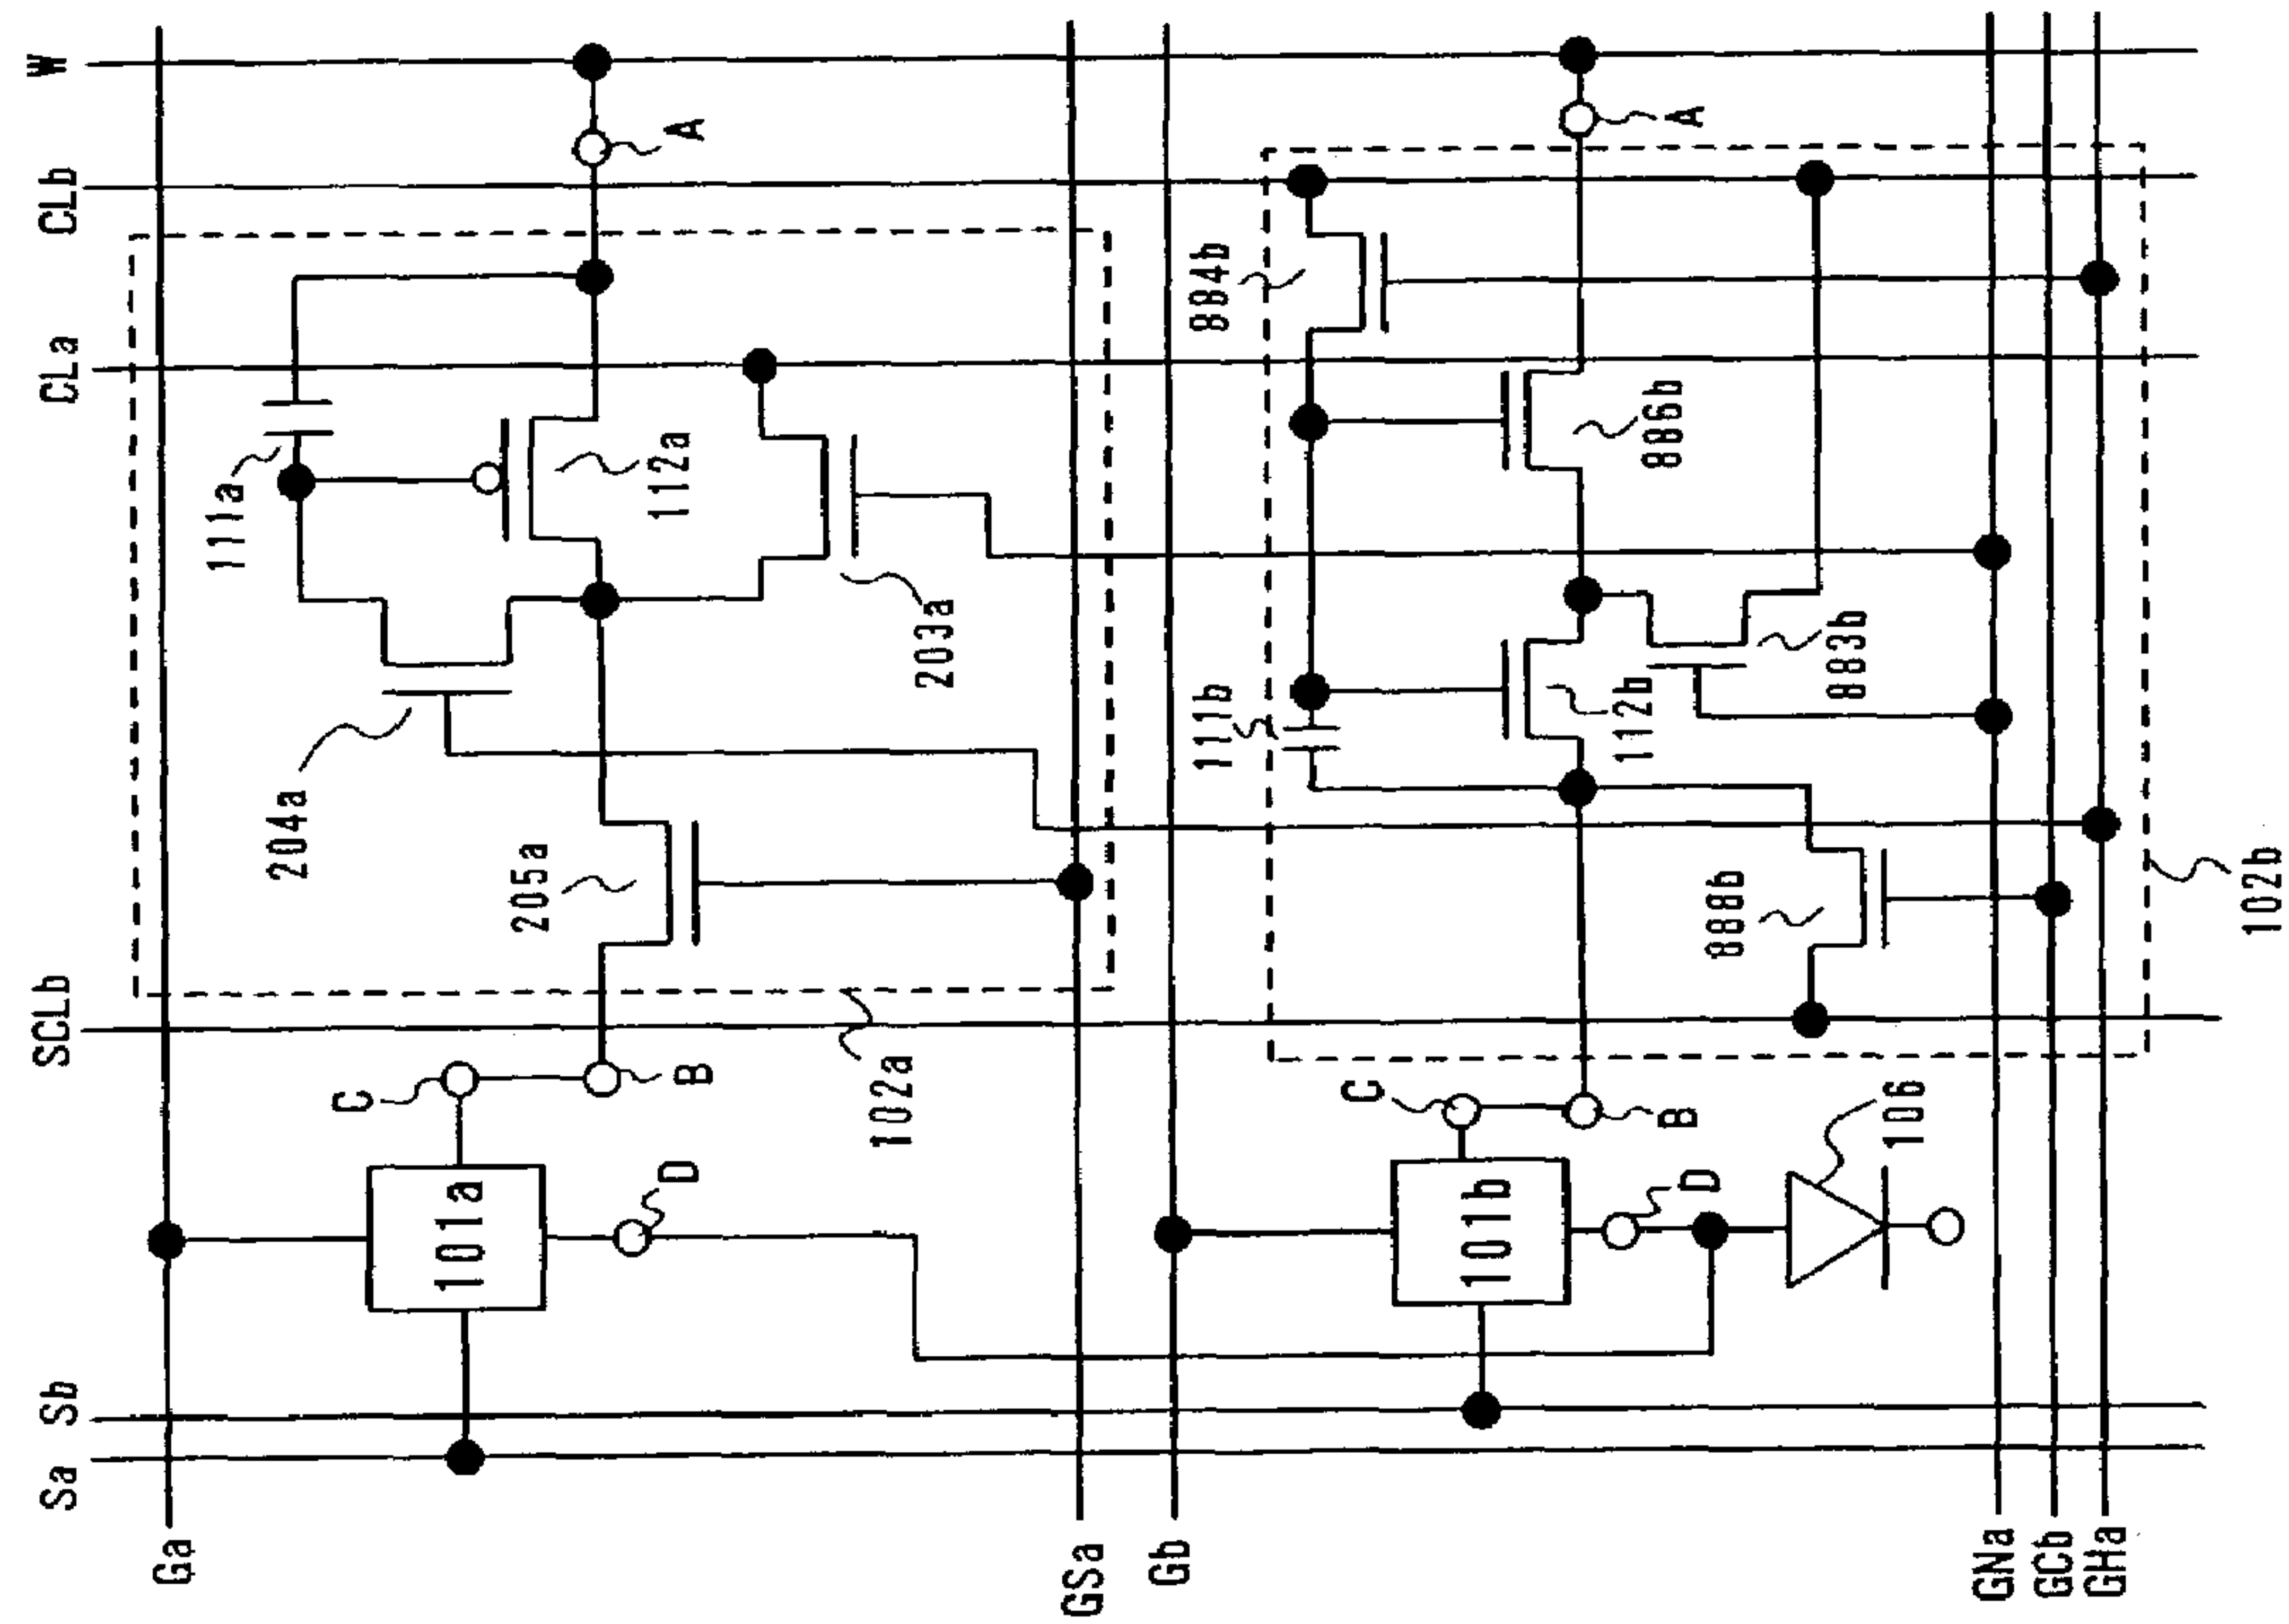 W
CLb
CLa
SCLb
Sb
Sa
Ga
GSa
Gb
GNa
GCb
GHa
A
111a
112a
203a
204a
205a
102a
C
B
101a
D
A
884b
886b
111b
112b
883b
888b
102b
C
B
101b
D
106